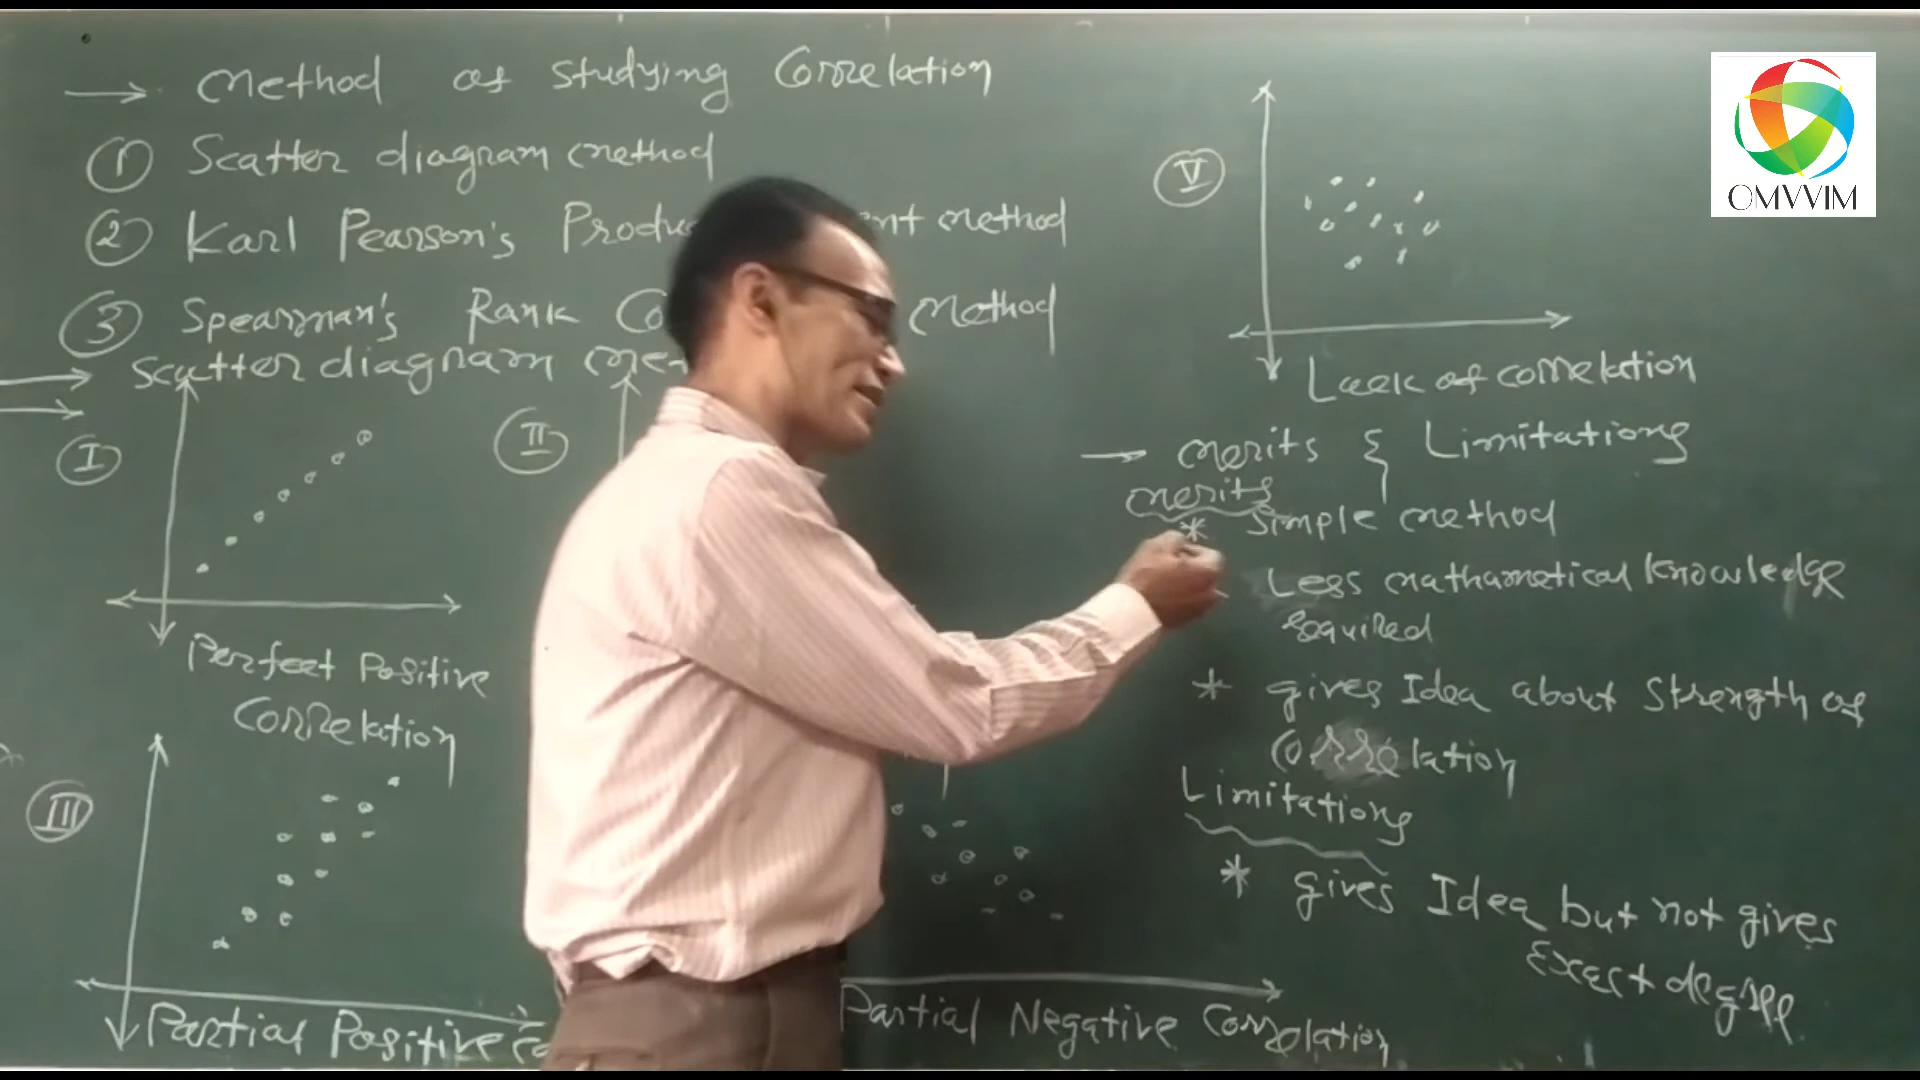 → Method of Studying Correlation
① Scatter diagram method
② Karl Pearson's Produ nt method
③ Spearman's Rank Co Method
Scatter diagram me
I
II
Perfect Positive
Correlation
III
Partial Positive Co
Partial Negative Correlation
V
Lack of correlation
→ merits & Limitations
merits
* Simple method
Less mathametical knowledge
required
* gives Idea about Strength of
Correlation
Limitations
* gives Idea but not gives
Exact degree
OMVVIM